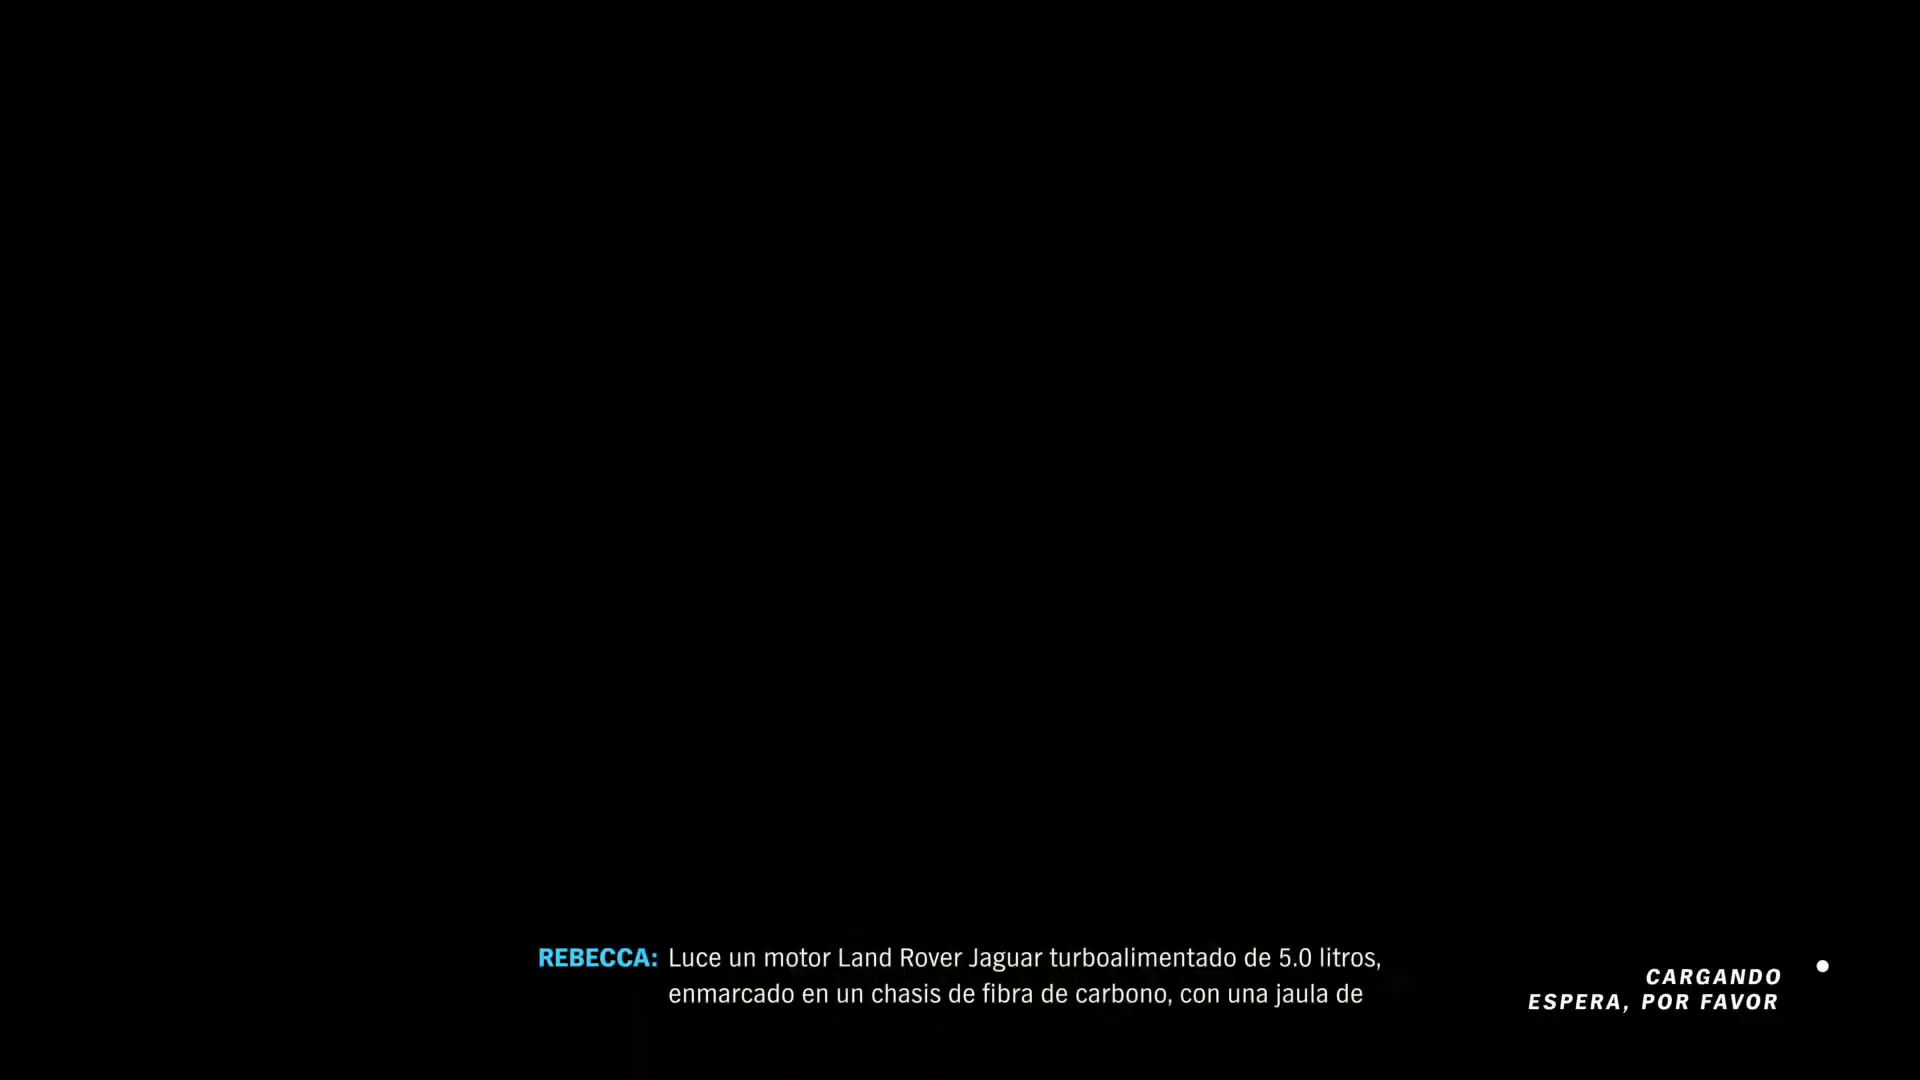 REBECCA: Luce un motor Land Rover Jaguar turboalimentado de 5.0 litros,
enmarcado en un chasis de fibra de carbono, con una jaula de
CARGANDO
ESPERA, POR FAVOR